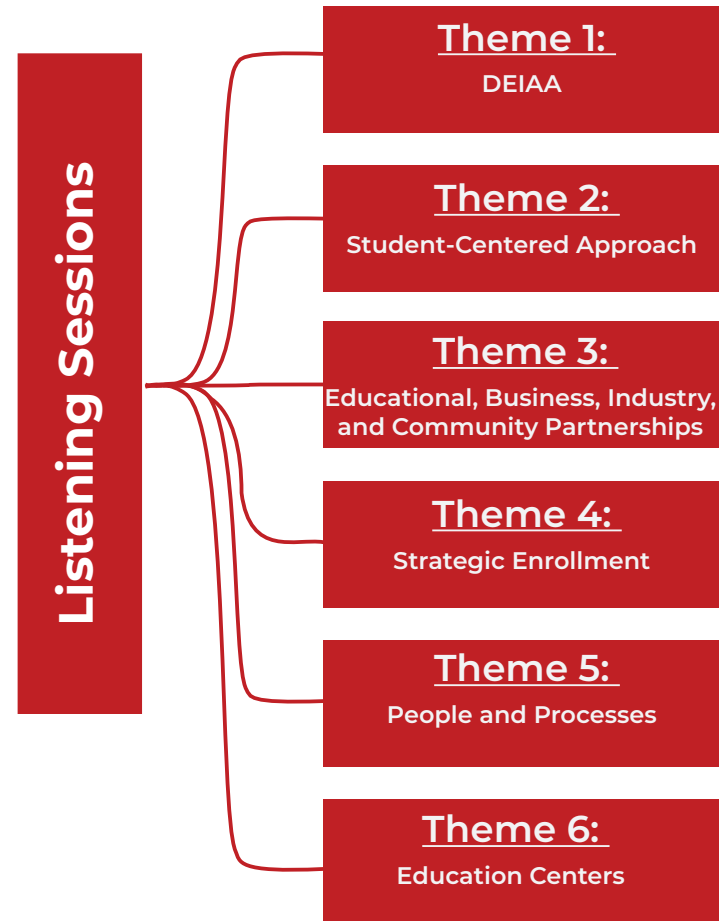 Listening Sessions
Theme 1:
DEIAA
Theme 2:
Student-Centered Approach
Theme 3:
Educational, Business, Industry,
and Community Partnerships
Theme 4:
Strategic Enrollment
Theme 5:
People and Processes
Theme 6:
Education Centers